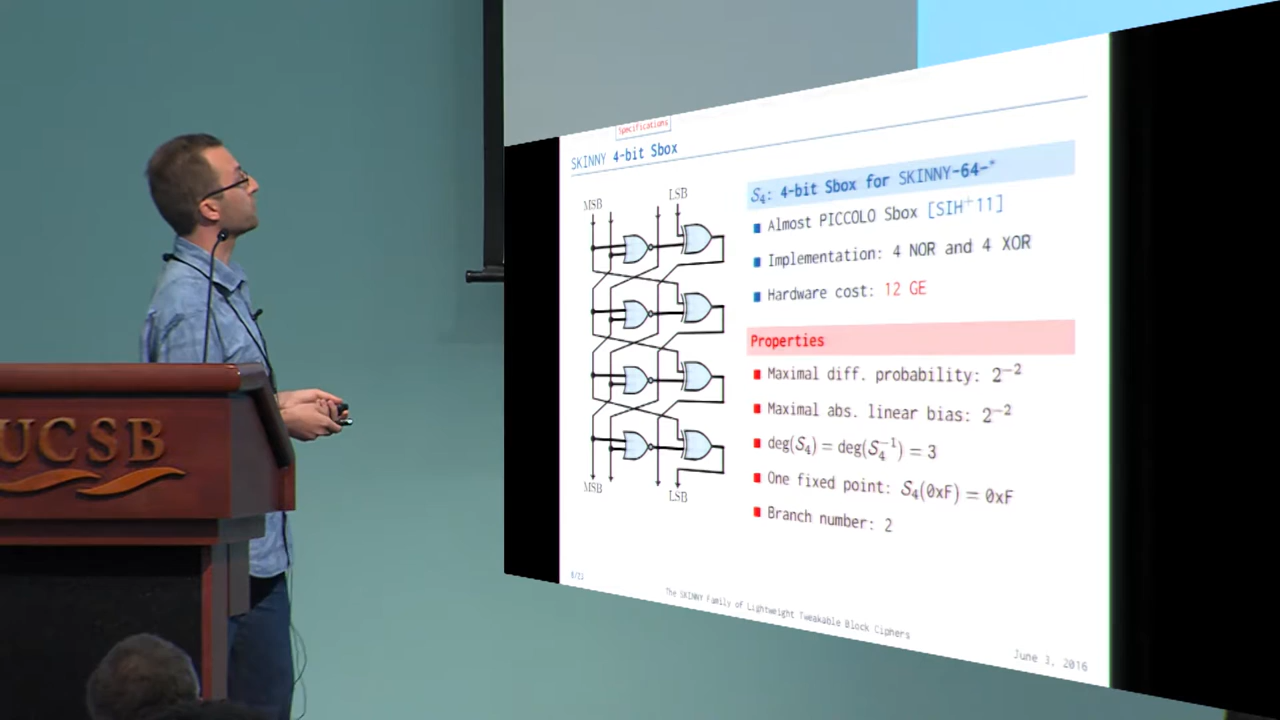 Specifications
SKINNY 4-bit Sbox
MSB
LSB
MSB
LSB
S₄: 4-bit Sbox for SKINNY-64-*
Almost PICCOLO Sbox [SIH⁺11]
Implementation: 4 NOR and 4 XOR
Hardware cost: 12 GE
Properties
Maximal diff. probability: 2⁻²
Maximal abs. linear bias: 2⁻²
deg(S₄) = deg(S₄⁻¹) = 3
One fixed point: S₄(0xF) = 0xF
Branch number: 2
The SKINNY Family of Lightweight Tweakable Block Ciphers
June 3, 2016
UCSB